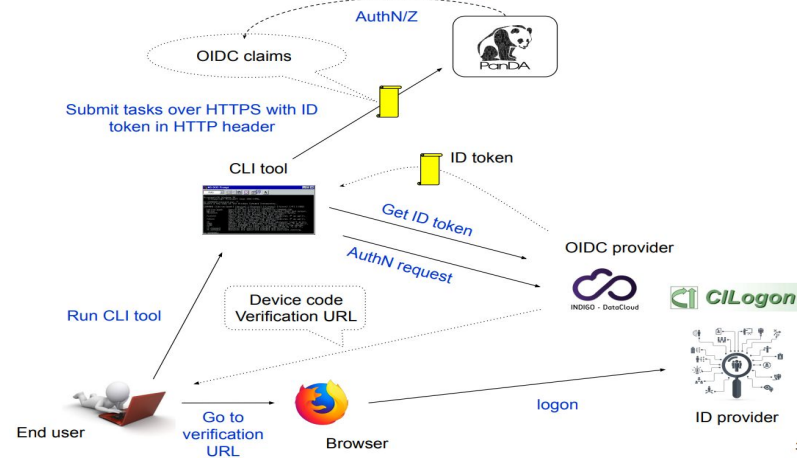 AuthN/Z
OIDC claims
PanDA
Submit tasks over HTTPS with ID
token in HTTP header
ID token
CLI tool
Get ID token
AuthN request
OIDC provider
INDIGO - DataCloud
CILogon
Device code
Verification URL
Run CLI tool
logon
End user
Go to
verification
URL
Browser
ID provider